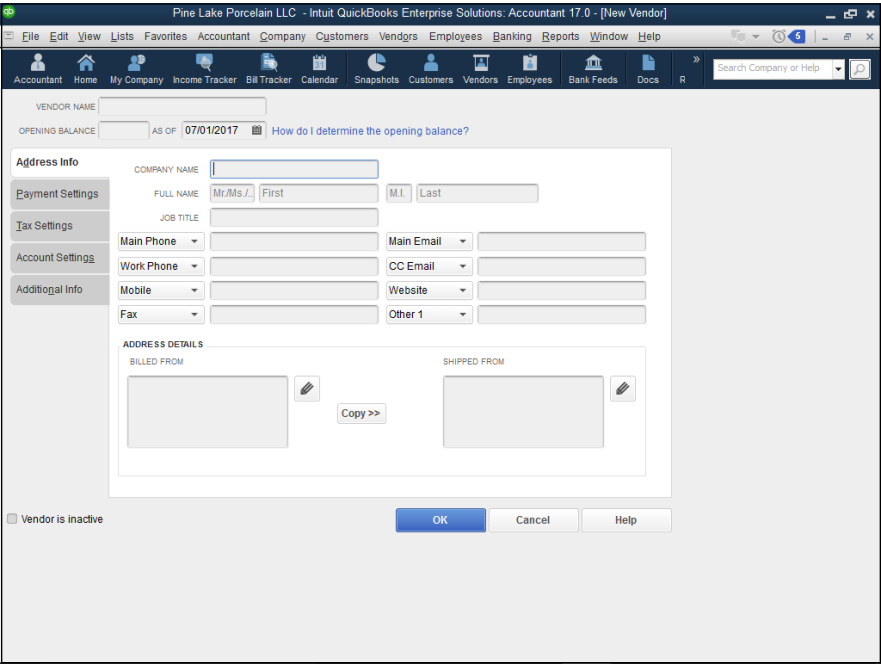 qb Pine Lake Porcelain LLC - Intuit QuickBooks Enterprise Solutions: Accountant 17.0 - [New Vendor]
File Edit View Lists Favorites Accountant Company Customers Vendors Employees Banking Reports Window Help 5
31
Accountant Home My Company Income Tracker Bill Tracker Calendar Snapshots Customers Vendors Employees Bank Feeds Docs R » Search Company or Help
VENDOR NAME
OPENING BALANCE AS OF 07/01/2017 How do I determine the opening balance?
Address Info
Payment Settings
Tax Settings
Account Settings
Additional Info
COMPANY NAME
FULL NAME Mr./Ms./.. First M.I. Last
JOB TITLE
Main Phone Main Email
Work Phone CC Email
Mobile Website
Fax Other 1
ADDRESS DETAILS
BILLED FROM SHIPPED FROM
Copy >>
Vendor is inactive OK Cancel Help